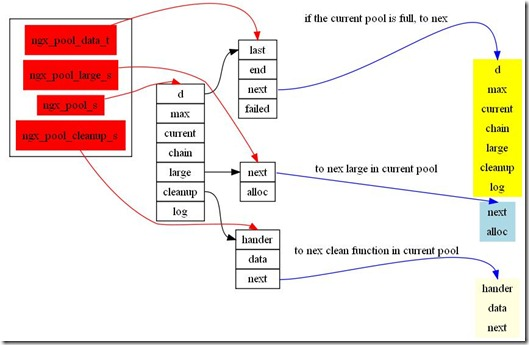 ngx_pool_data_t
ngx_pool_large_s
ngx_pool_s
ngx_pool_cleanup_s
d
max
current
chain
large
cleanup
log
last
end
next
failed
next
alloc
hander
data
next
if the current pool is full, to nex
to nex large in current pool
to nex clean function in current pool
d
max
current
chain
large
cleanup
log
next
alloc
hander
data
next